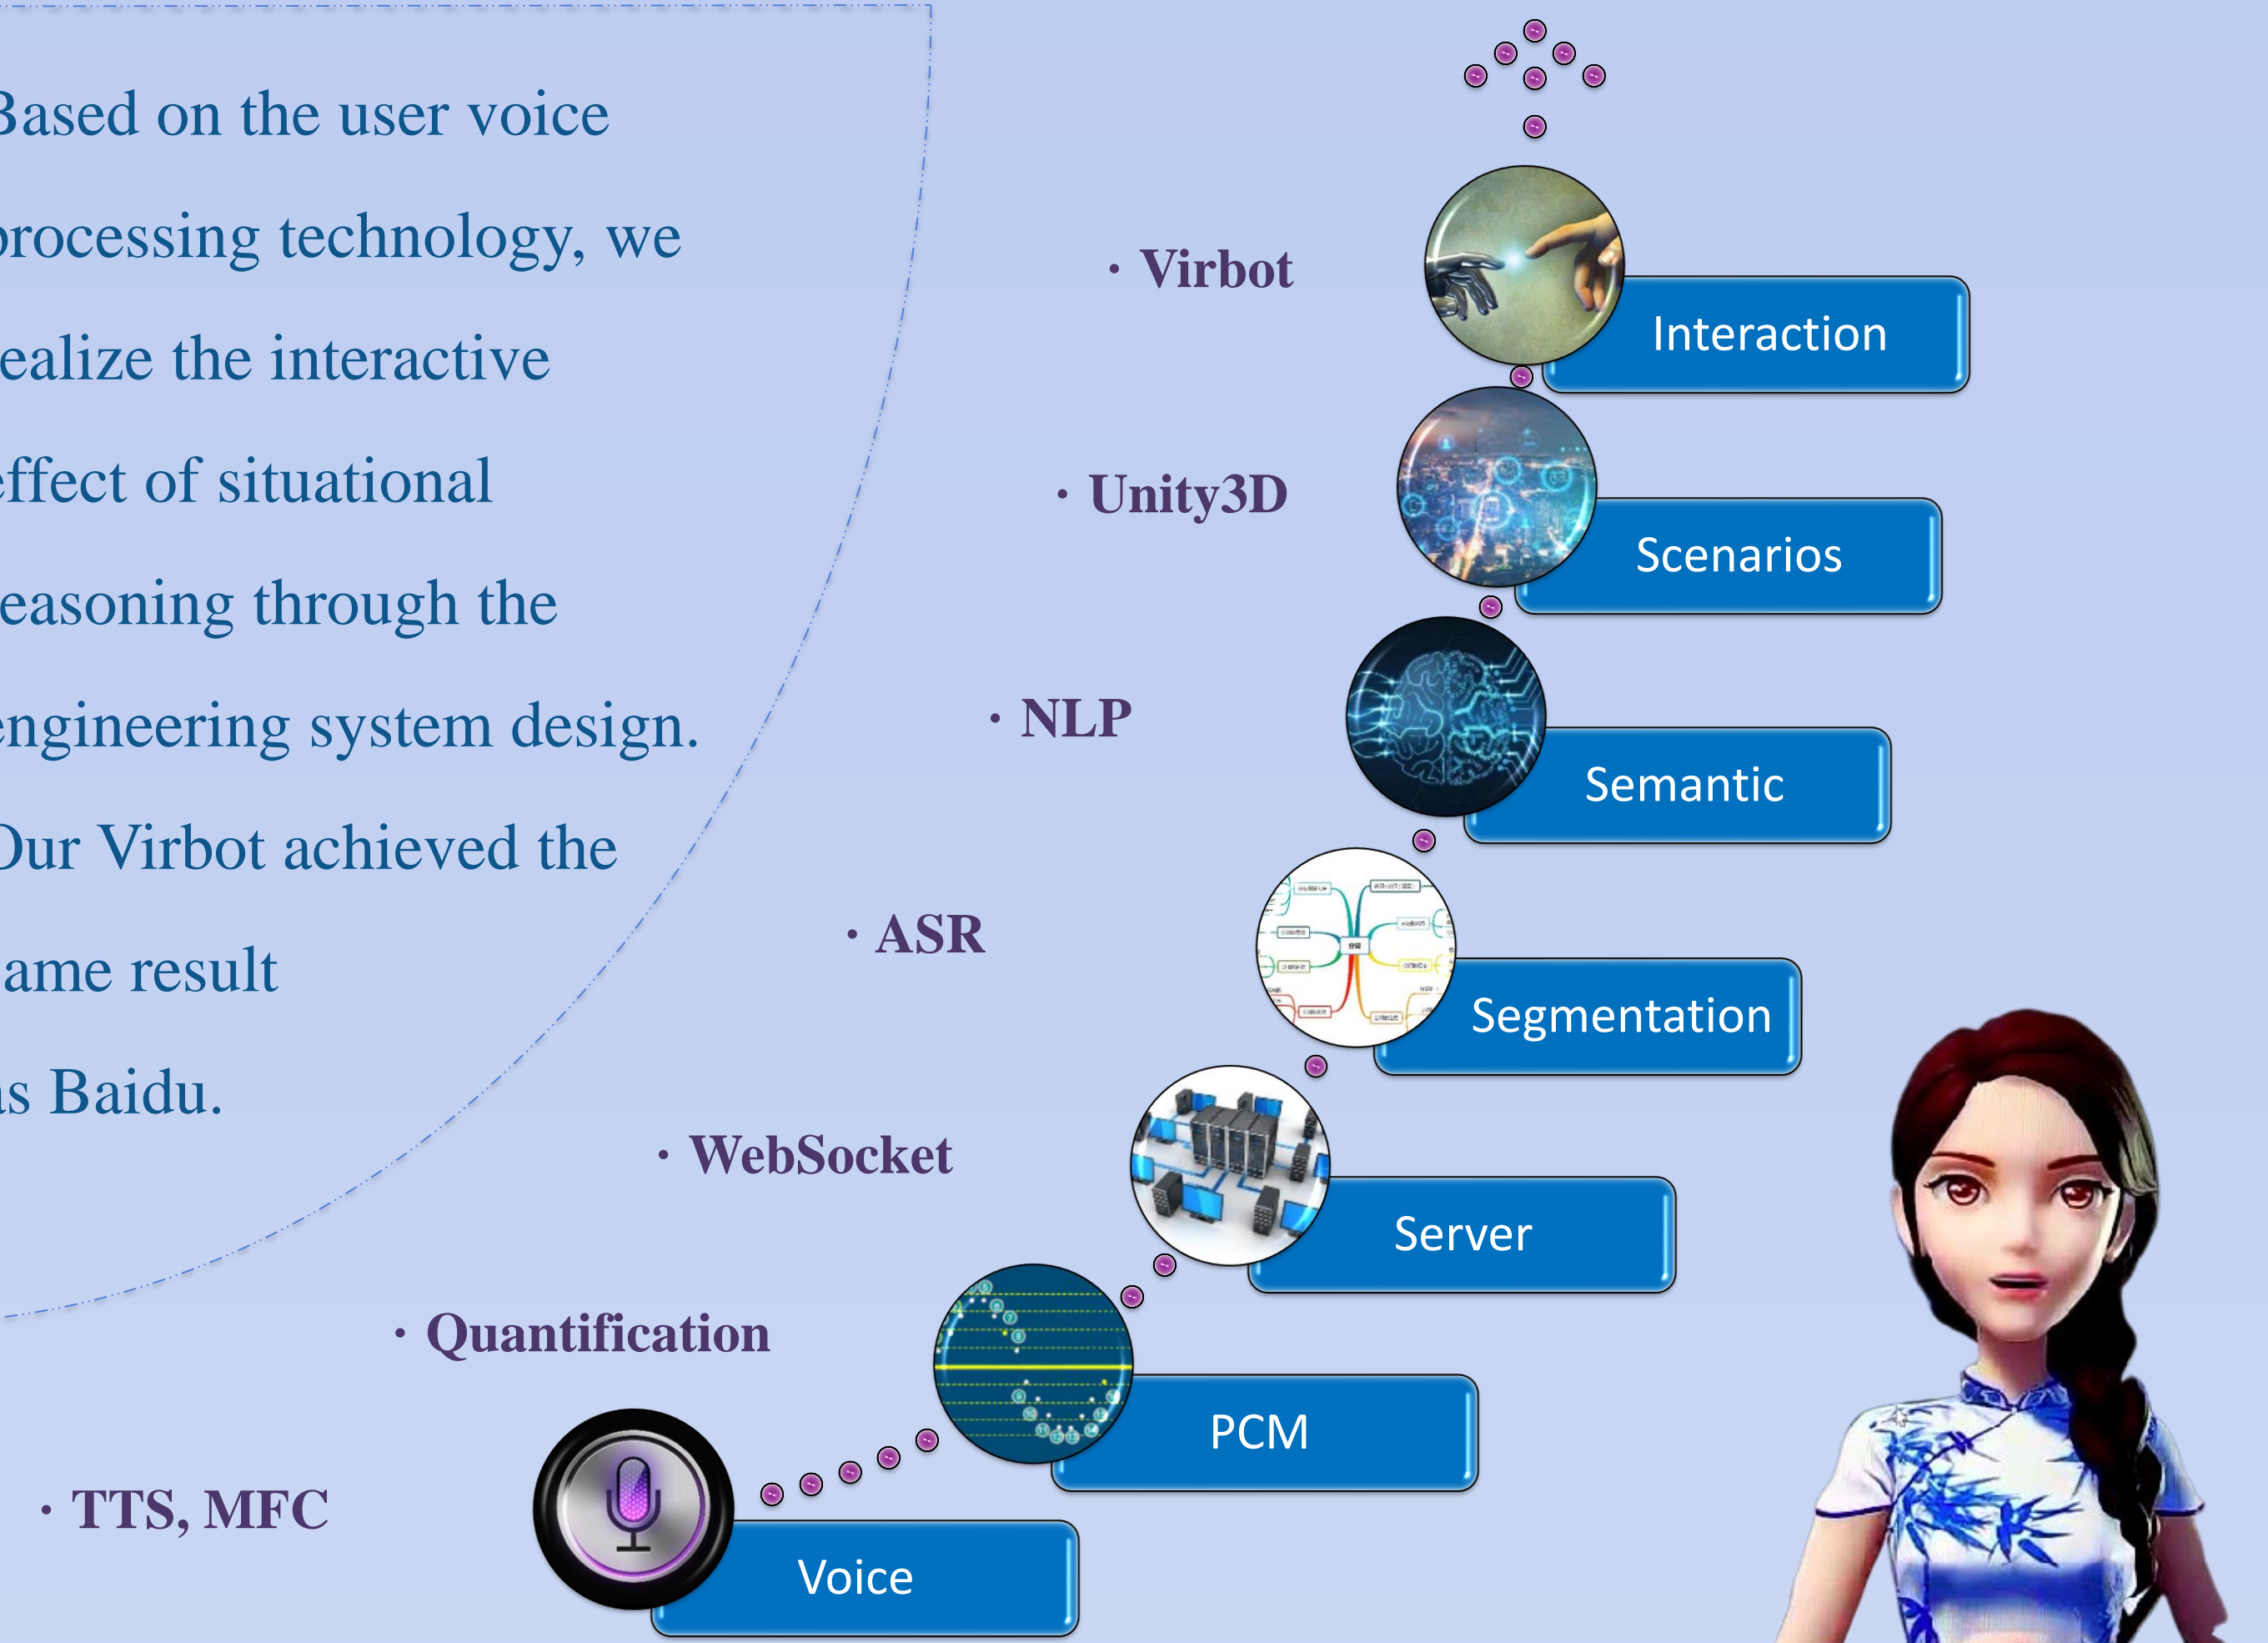 Based on the user voice
processing technology, we
ealize the interactive
effect of situational
easoning through the
engineering system design.
Our Virbot achieved the
ame result
as Baidu.
· Virbot
Interaction
· Unity3D
Scenarios
· NLP
Semantic
· ASR
分词
Segmentation
· WebSocket
Server
· Quantification
PCM
· TTS, MFC
Voice